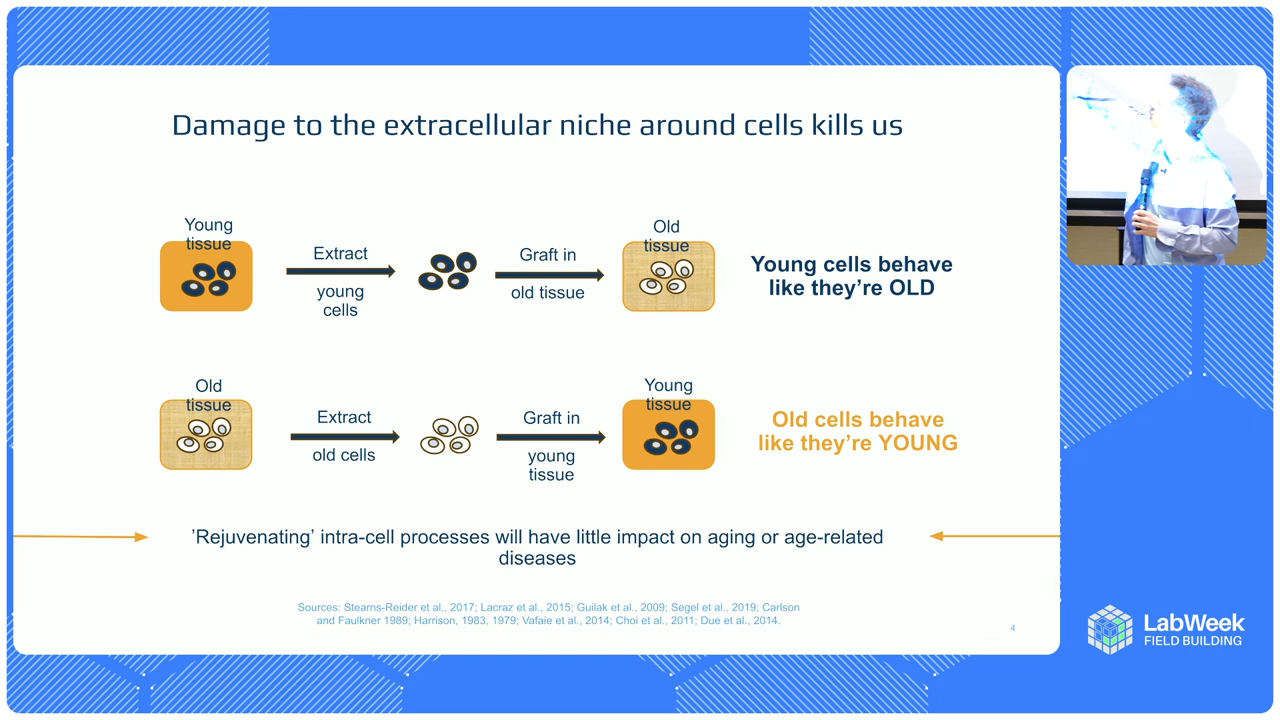 Damage to the extracellular niche around cells kills us
Young
tissue
Extract
young
cells
Graft in
old tissue
Old
tissue
Young cells behave
like they’re OLD
Old
tissue
Extract
old cells
Graft in
young
tissue
Young
tissue
Old cells behave
like they’re YOUNG
’Rejuvenating’ intra-cell processes will have little impact on aging or age-related
diseases
Sources: Stearns-Reider et al., 2017; Lacraz et al., 2015; Guilak et al., 2009; Segel et al., 2019; Carlson
and Faulkner 1989; Harrison, 1983, 1979; Vafaie et al., 2014; Choi et al., 2011; Due et al., 2014.
4
LabWeek
FIELD BUILDING